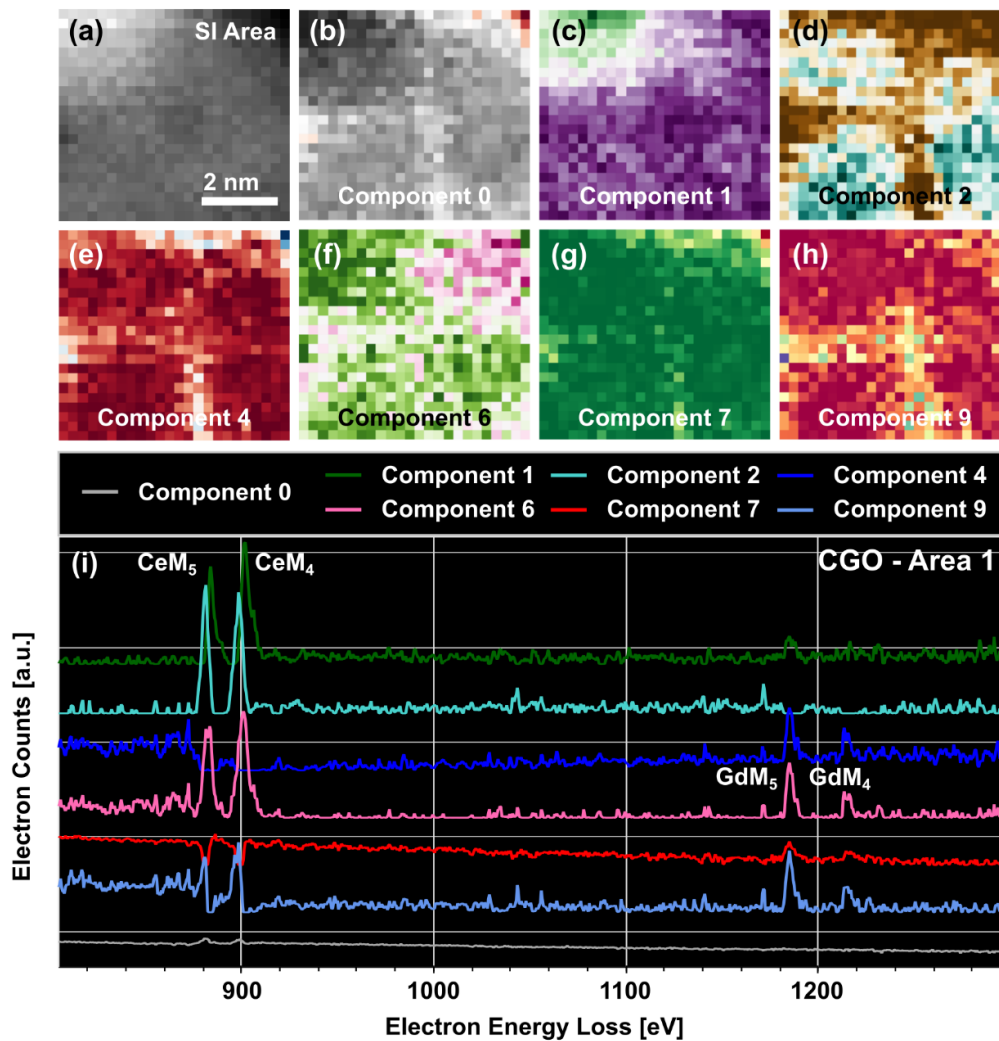 (a) SI Area
2 nm
(b)
Component 0
(c)
Component 1
(d)
Component 2
(e)
Component 4
(f)
Component 6
(g)
Component 7
(h)
Component 9
Component 0
Component 1
Component 2
Component 4
Component 6
Component 7
Component 9
(i)
CGO - Area 1
CeM5
CeM4
GdM5
GdM4
Electron Counts [a.u.]
900 1000 1100 1200
Electron Energy Loss [eV]